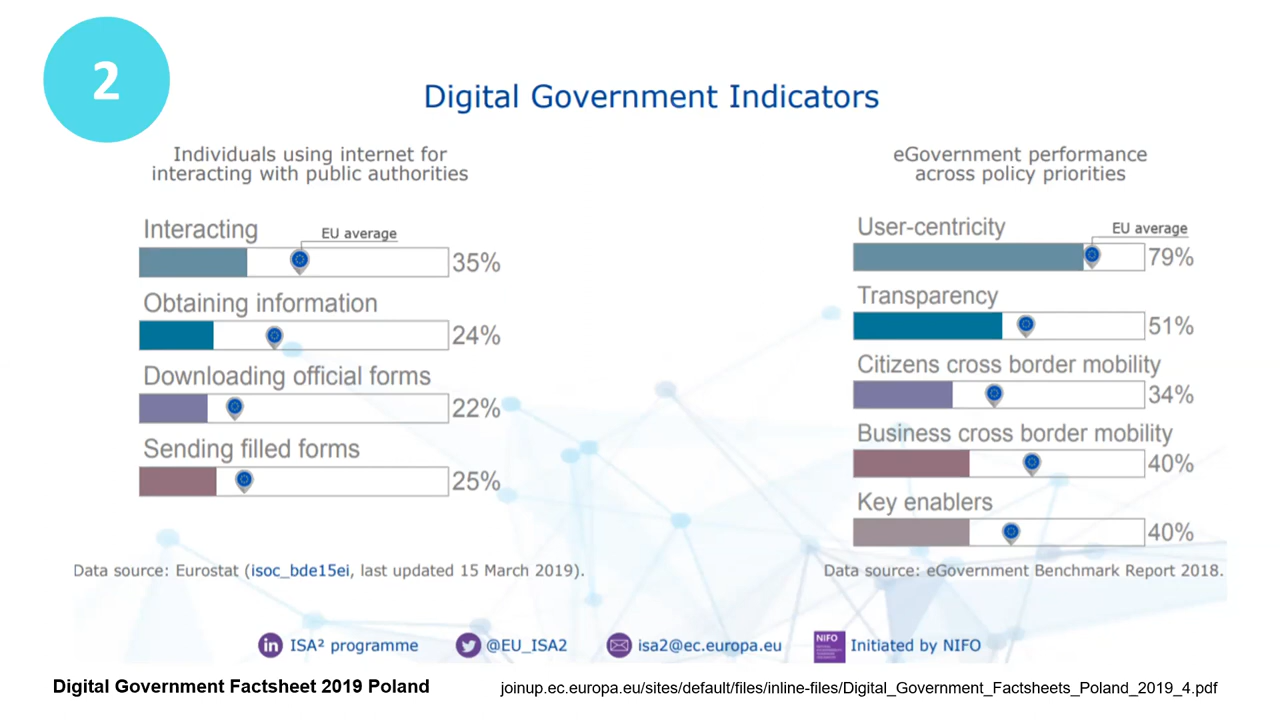 2
Digital Government Indicators
Individuals using internet for
interacting with public authorities
Interacting
EU average
35%
Obtaining information
24%
Downloading official forms
22%
Sending filled forms
25%
Data source: Eurostat (isoc_bde15ei, last updated 15 March 2019).
eGovernment performance
across policy priorities
User-centricity
EU average
79%
Transparency
51%
Citizens cross border mobility
34%
Business cross border mobility
40%
Key enablers
40%
Data source: eGovernment Benchmark Report 2018.
in ISA² programme
@EU_ISA2
isa2@ec.europa.eu
NIFO
Initiated by NIFO
Digital Government Factsheet 2019 Poland
joinup.ec.europa.eu/sites/default/files/inline-files/Digital_Government_Factsheets_Poland_2019_4.pdf